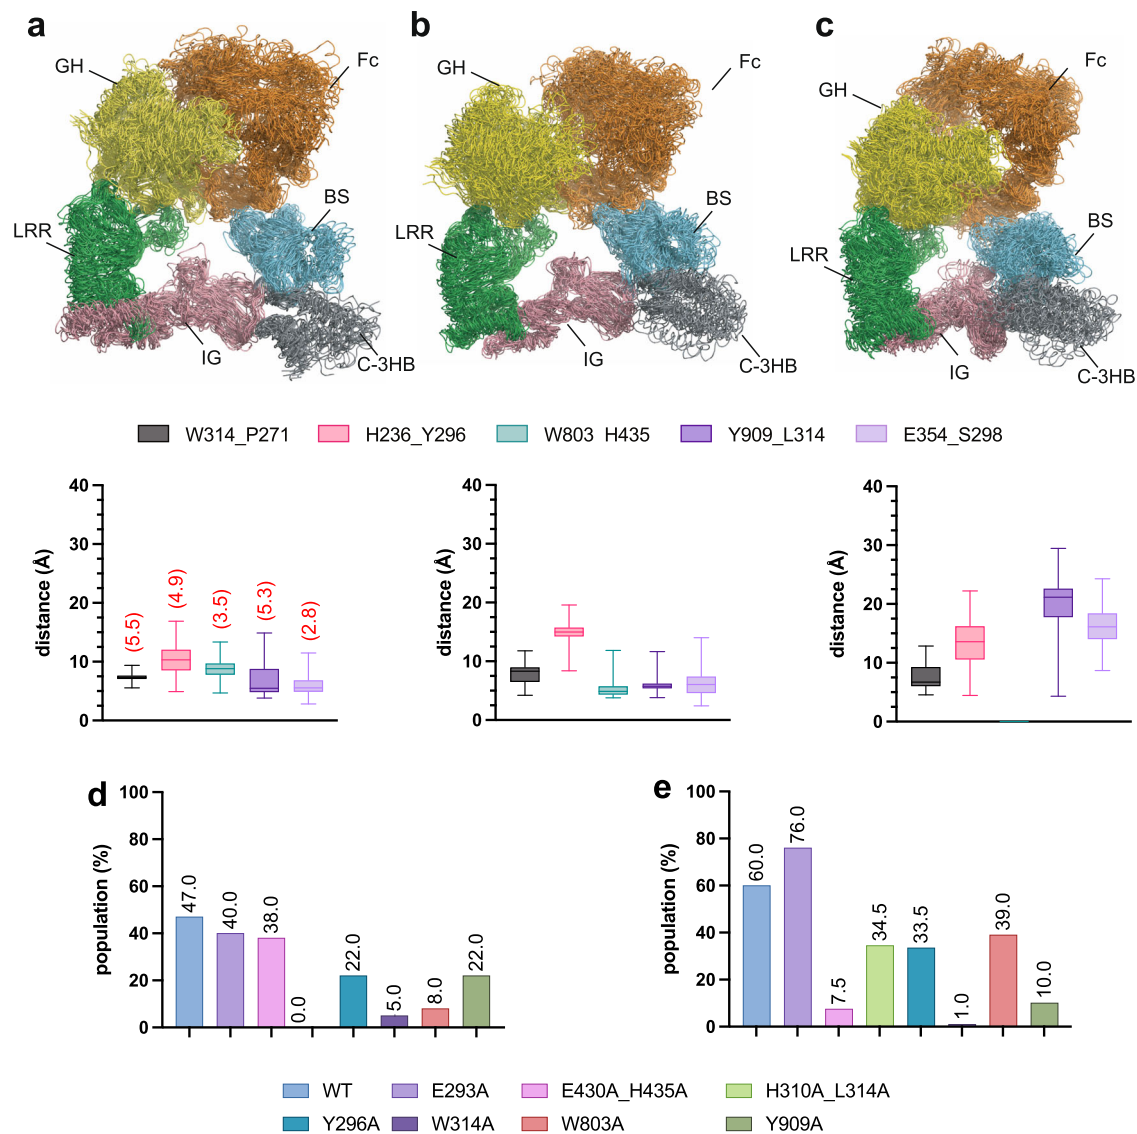 a
b
c
GH
Fc
LRR
BS
IG
C-3HB
GH
Fc
LRR
BS
IG
C-3HB
GH
Fc
LRR
BS
IG
C-3HB
W314_P271
H236_Y296
W803 H435
Y909_L314
E354_S298
distance (Å)
40
30
20
10
0
(5.5)
(4.9)
(3.5)
(5.3)
(2.8)
distance (Å)
40
30
20
10
0
distance (Å)
40
30
20
10
0
d
population (%)
100
80
60
40
20
0
47.0
40.0
38.0
0.0
22.0
5.0
8.0
22.0
e
population (%)
100
80
60
40
20
0
60.0
76.0
7.5
34.5
33.5
1.0
39.0
10.0
WT
E293A
E430A_H435A
H310A_L314A
Y296A
W314A
W803A
Y909A